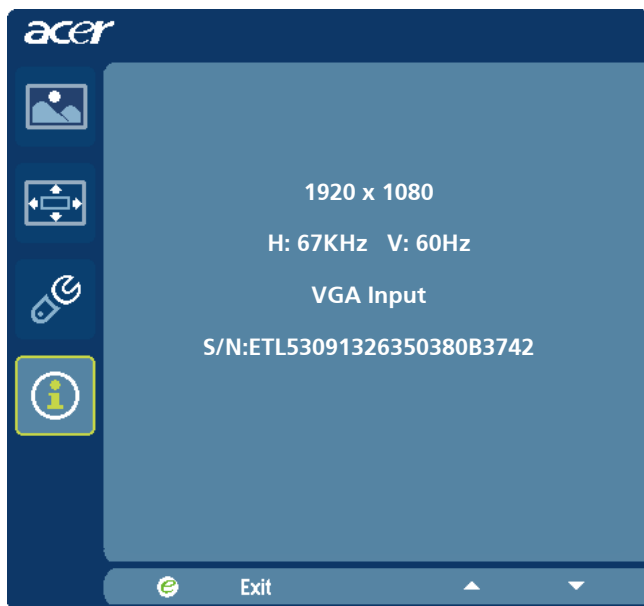 acer
1920 x 1080
H: 67KHz V: 60Hz
VGA Input
S/N:ETL53091326350380B3742
e Exit